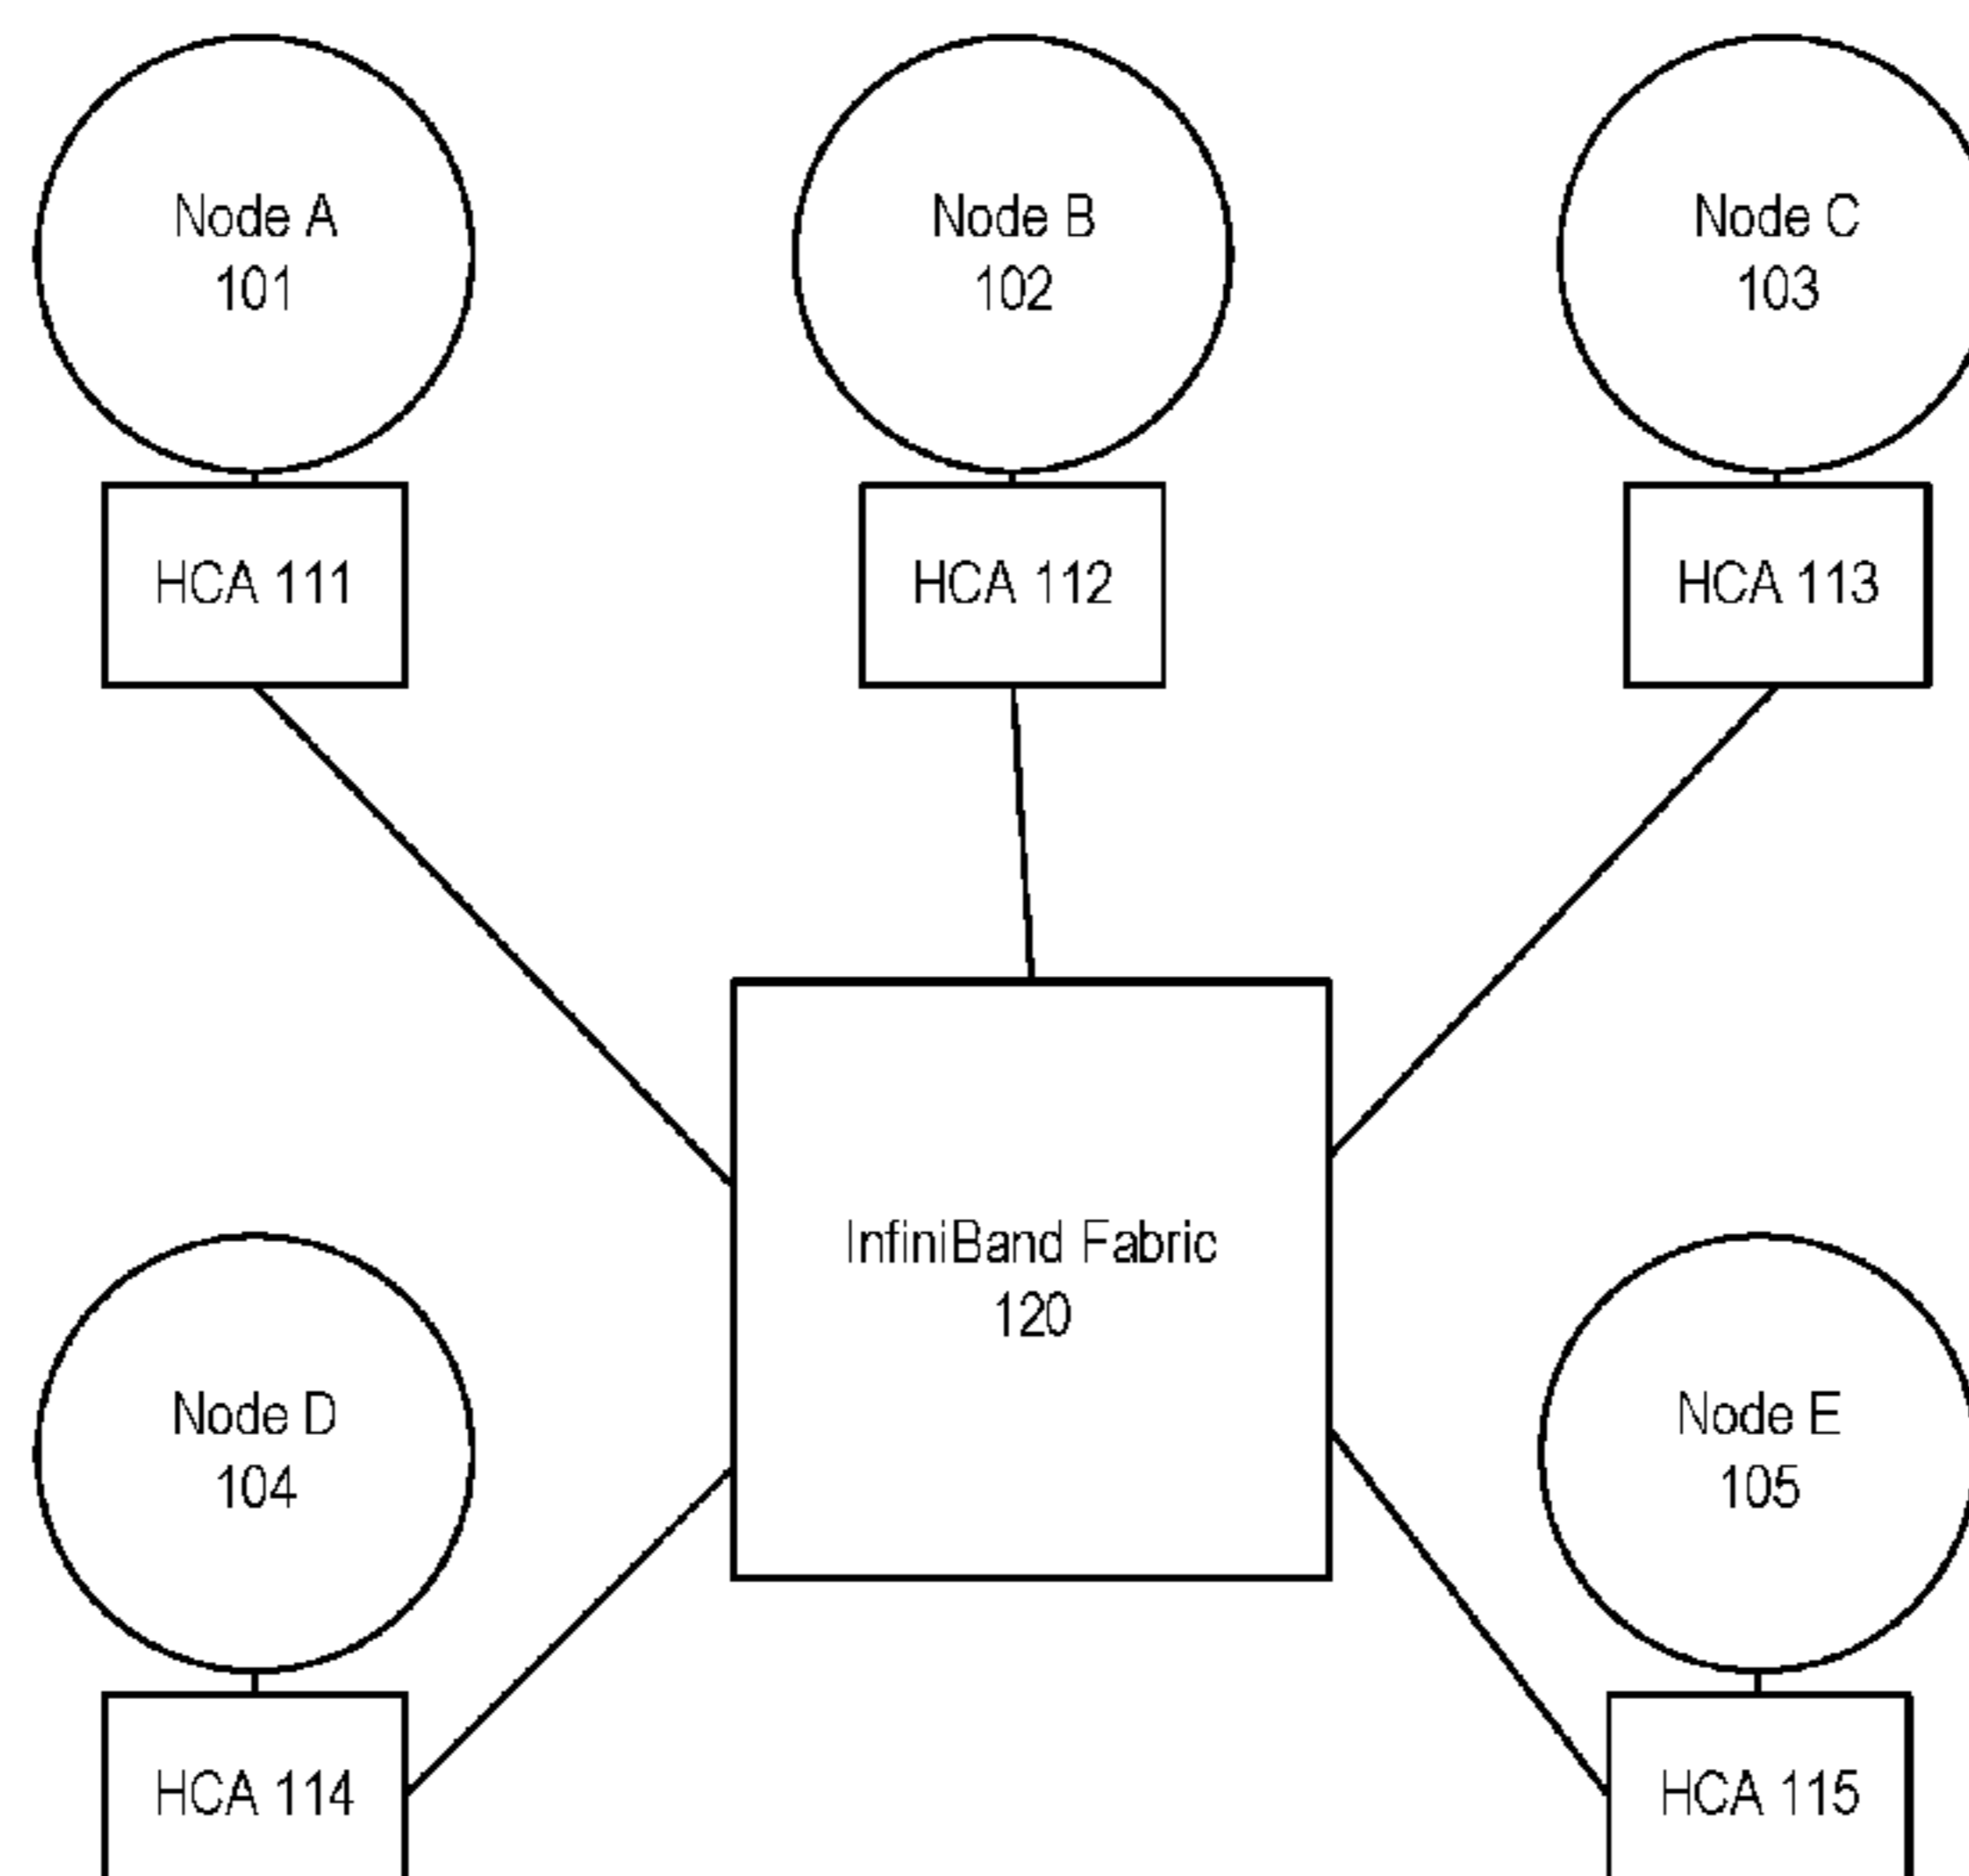 Node A
101
Node B
102
Node C
103
HCA 111
HCA 112
HCA 113
InfiniBand Fabric
120
Node D
104
Node E
105
HCA 114
HCA 115